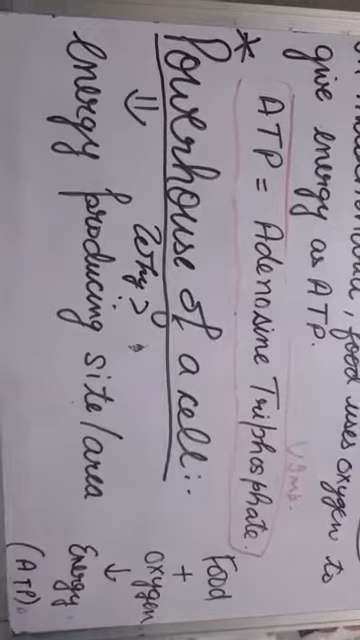 , food uses oxygen to
give energy as ATP.
ATP = Adenosine Triphosphate.
* Powerhouse of a cell:.
⇓ Why?
energy producing site/area
Food
+
oxygen
↓
Energy
(ATP)